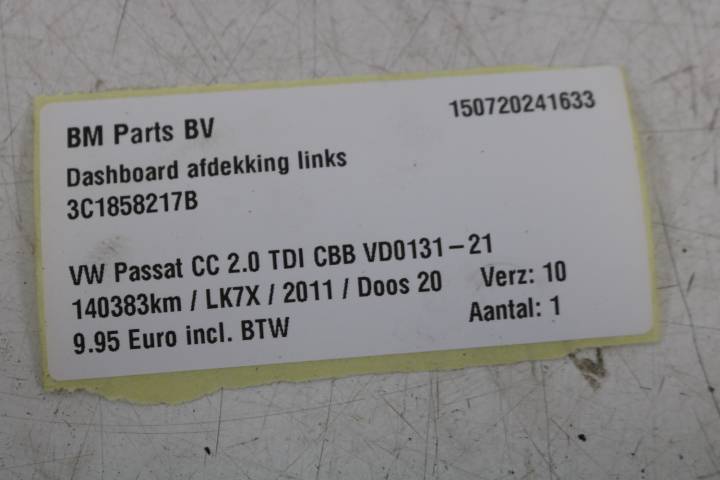 BM Parts BV 150720241633
Dashboard afdekking links
3C1858217B
VW Passat CC 2.0 TDI CBB VD0131-21
140383km / LK7X / 2011 / Doos 20 Verz: 10
9.95 Euro incl. BTW Aantal: 1